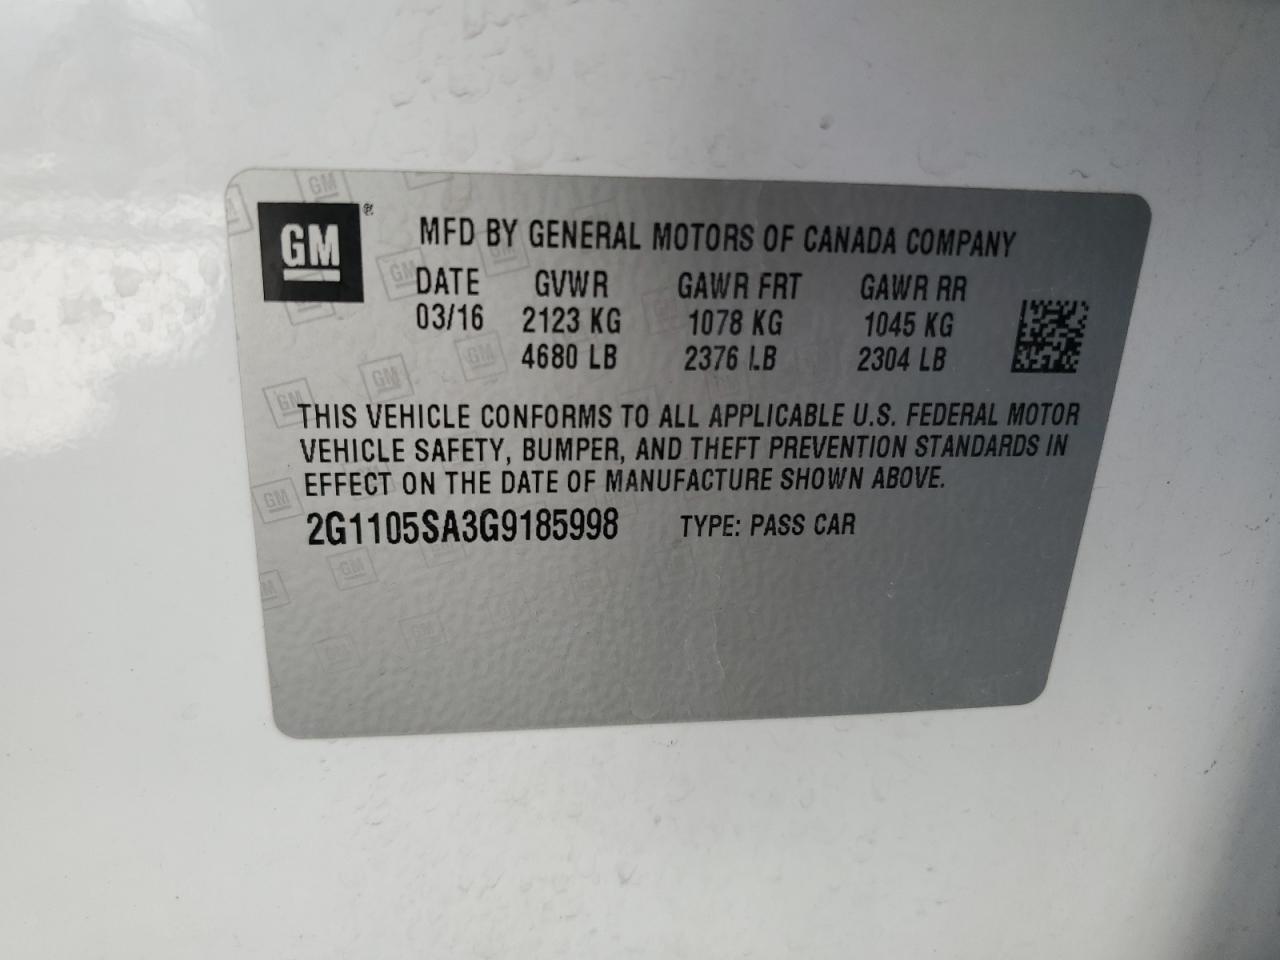 GM®
MFD BY GENERAL MOTORS OF CANADA COMPANY
DATE GVWR GAWR FRT GAWR RR
03/16 2123 KG 1078 KG 1045 KG
4680 LB 2376 LB 2304 LB
THIS VEHICLE CONFORMS TO ALL APPLICABLE U.S. FEDERAL MOTOR
VEHICLE SAFETY, BUMPER, AND THEFT PREVENTION STANDARDS IN
EFFECT ON THE DATE OF MANUFACTURE SHOWN ABOVE.
2G1105SA3G9185998 TYPE: PASS CAR